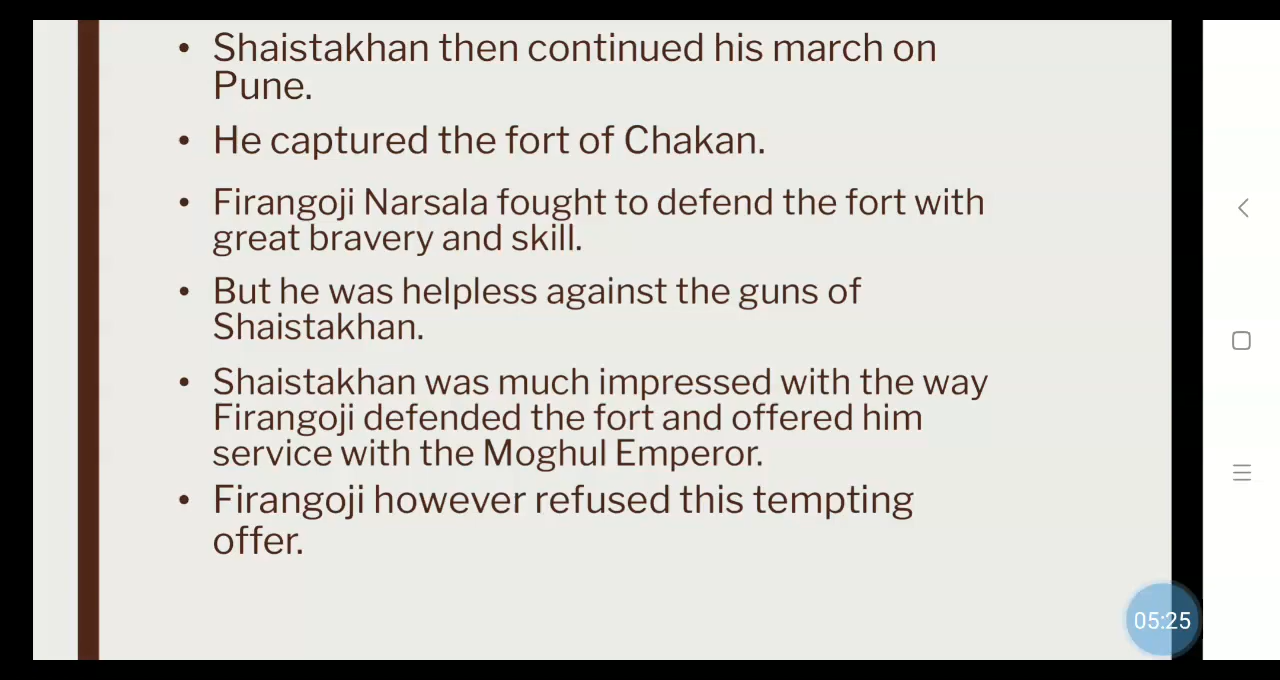 • Shaistakhan then continued his march on
Pune.
• He captured the fort of Chakan.
• Firangoji Narsala fought to defend the fort with
great bravery and skill.
• But he was helpless against the guns of
Shaistakhan.
• Shaistakhan was much impressed with the way
Firangoji defended the fort and offered him
service with the Moghul Emperor.
• Firangoji however refused this tempting
offer.
05:25